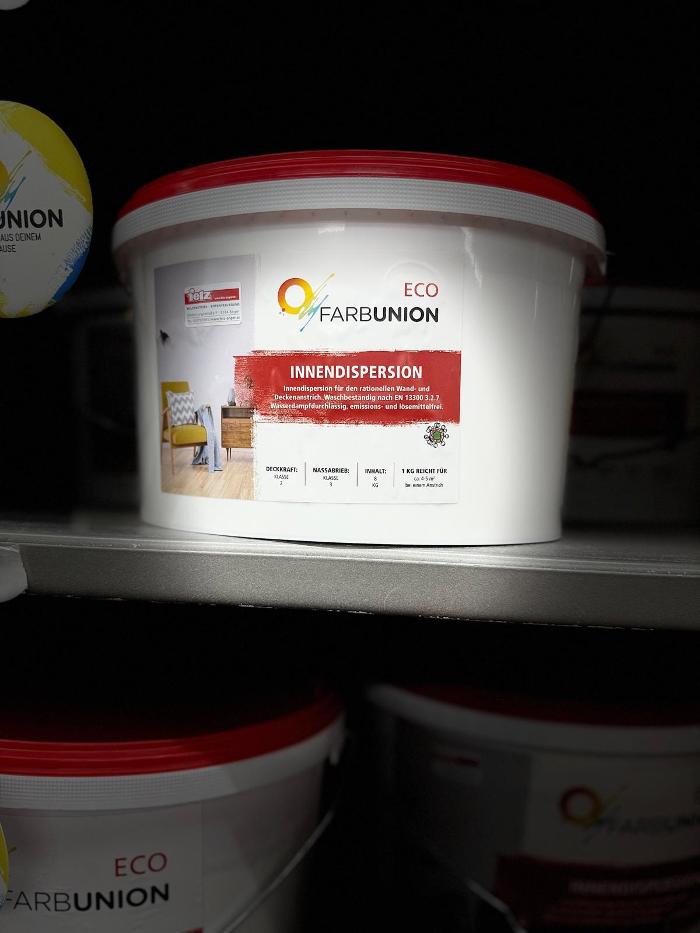 UNION
AUS DEINEM
AUSE
ECO
FARBUNION
INNENDISPERSION
Innendispersion für den rationellen Wand- und
Deckenanstrich. Waschbeständig nach EN 13300 3.2.7
Wasserdampfdurchlässig, emissions- und lösemittelfrei.
DECKKRAFT:
KLASSE
2
NASSABRIEB:
KLASSE
3
INHALT:
8
KG
1 KG REICHT FÜR
ca. 4-5 m²
bei einem Anstrich
ECO
FARBUNION
FARBUNION
INNENDISPERSION